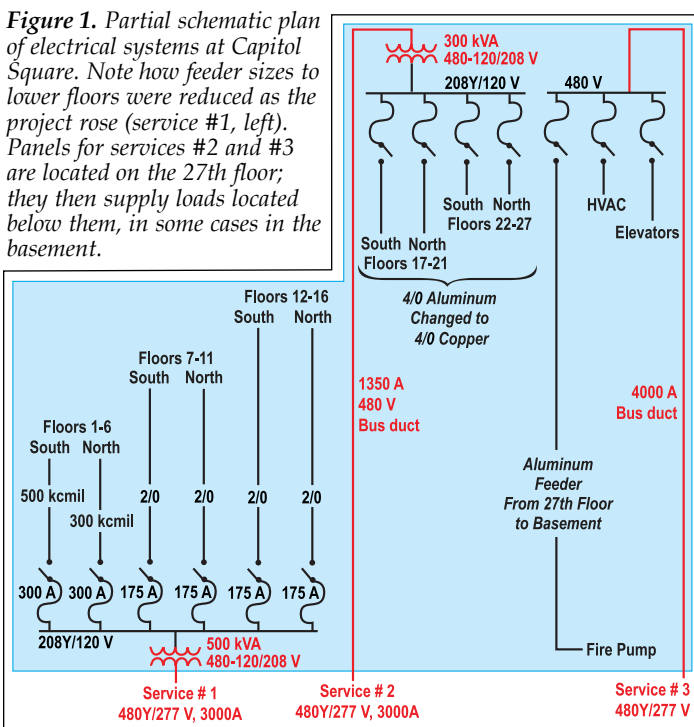 Figure 1. Partial schematic plan
of electrical systems at Capitol
Square. Note how feeder sizes to
lower floors were reduced as the
project rose (service #1, left).
Panels for services #2 and #3
are located on the 27th floor;
they then supply loads located
below them, in some cases in the
basement.
300 kVA
480-120/208 V
208Y/120 V
480 V
South North
Floors 22-27
HVAC
Elevators
South North
Floors 17-21
4/0 Aluminum
Changed to
4/0 Copper
Floors 12-16
South North
Floors 7-11
South North
Floors 1-6
South North
1350 A
480 V
Bus duct
4000 A
Bus duct
Aluminum
Feeder
From 27th Floor
to Basement
500 kcmil
300 kcmil
2/0
2/0
2/0
2/0
300 A
300 A
175 A
175 A
175 A
175 A
208Y/120 V
500 kVA
480-120/208 V
Fire Pump
Service # 1
480Y/277 V, 3000A
Service # 2
480Y/277 V, 3000A
Service # 3
480Y/277 V